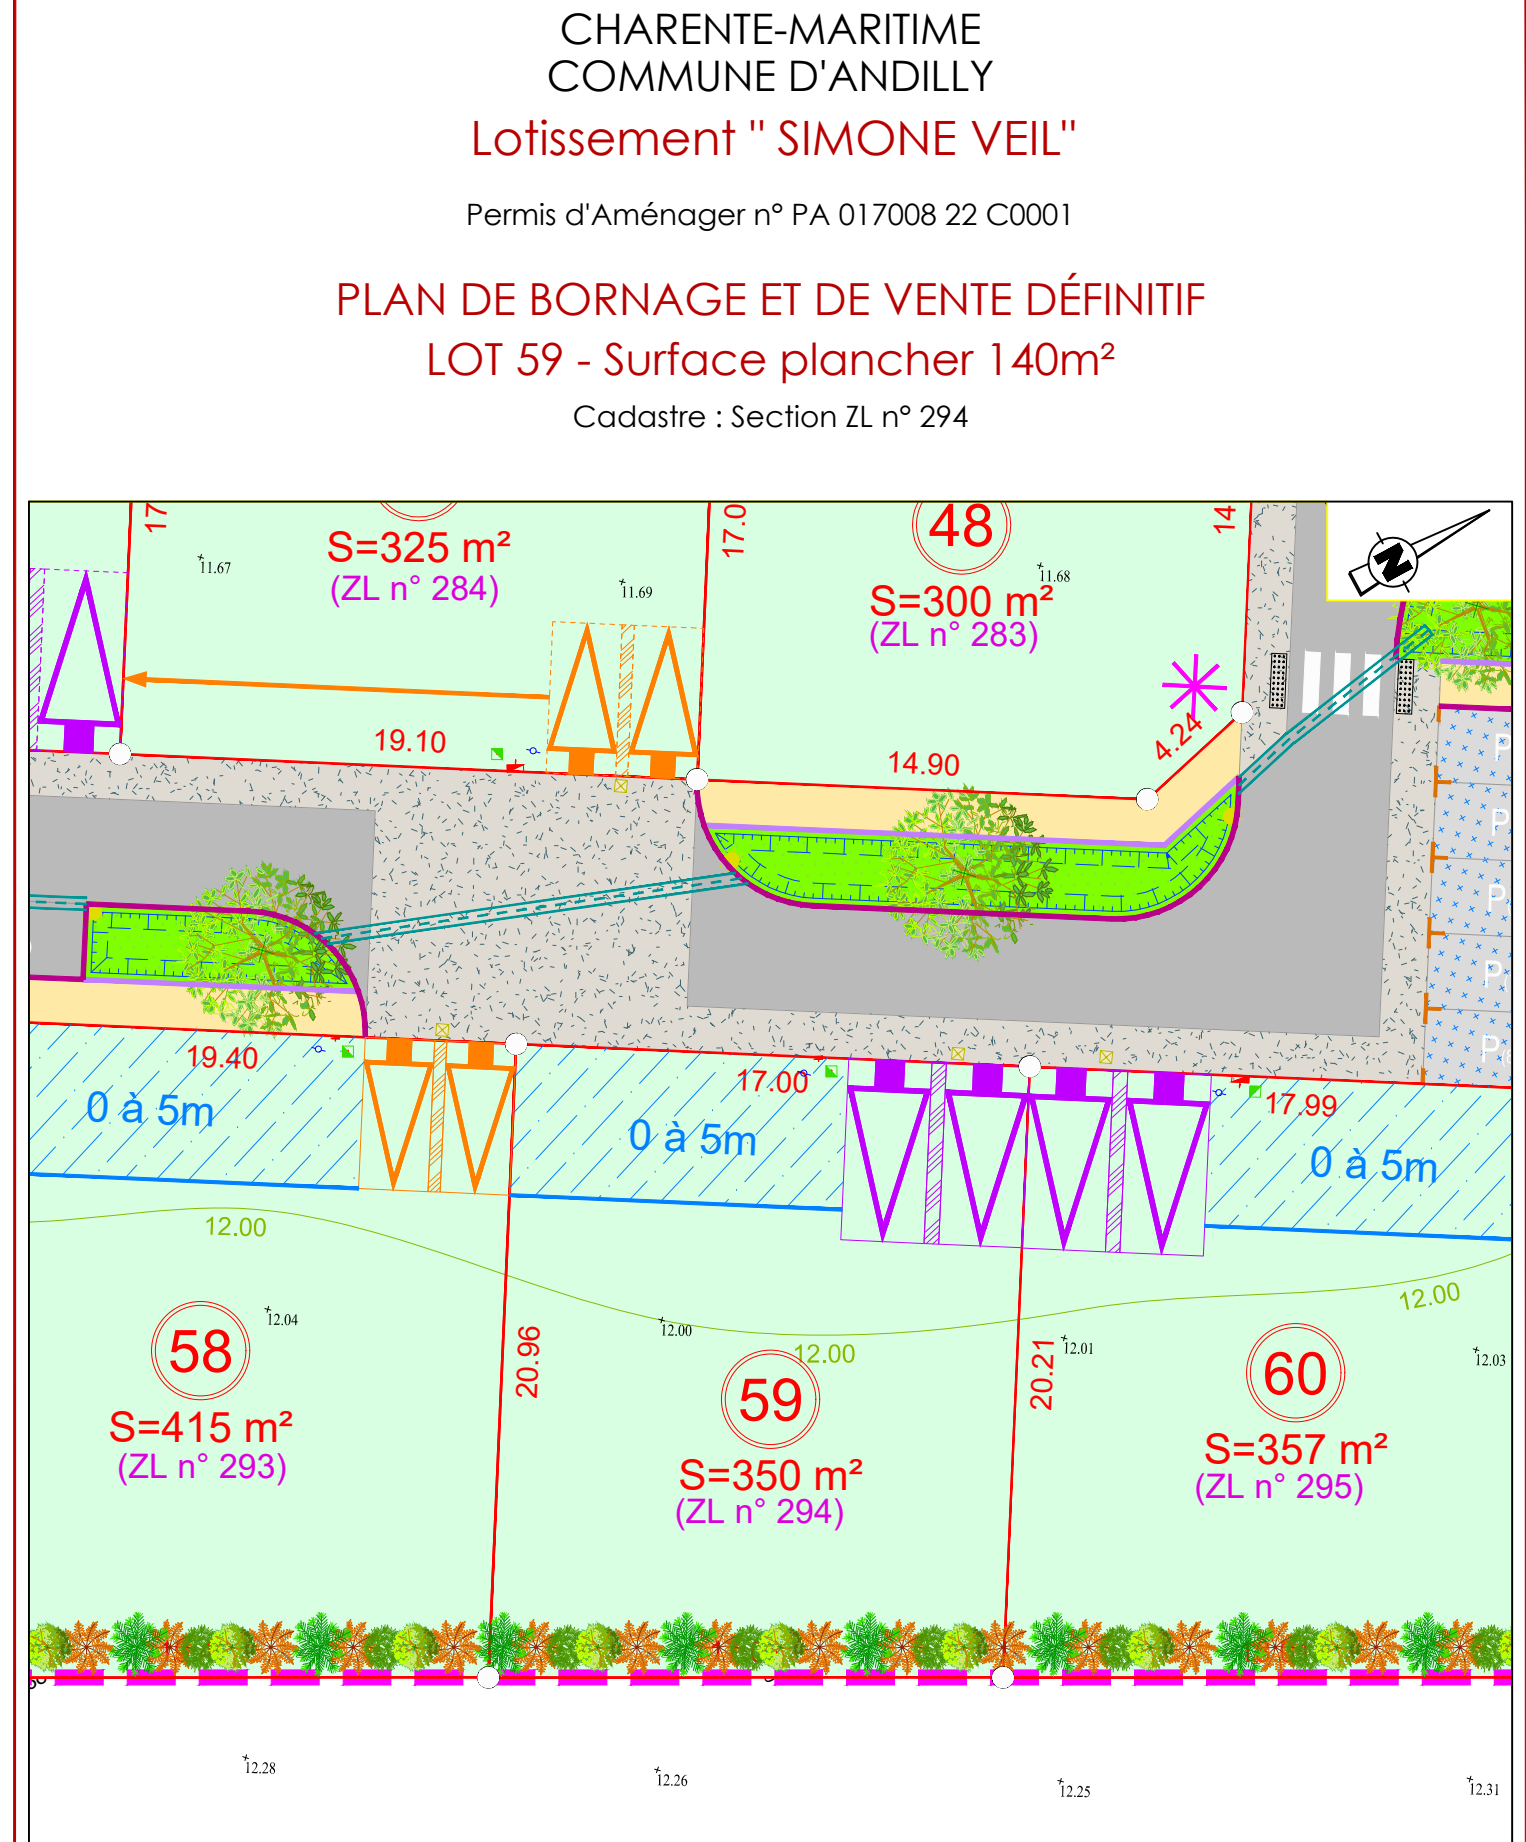 CHARENTE-MARITIME
COMMUNE D'ANDILLY
Lotissement " SIMONE VEIL"
Permis d'Aménager n° PA 017008 22 C0001
PLAN DE BORNAGE ET DE VENTE DÉFINITIF
LOT 59 - Surface plancher 140m²
Cadastre : Section ZL n° 294
17
17.0
14
48
N
S=325 m²
(ZL n° 284)
11.67
11.69
S=300 m²
(ZL n° 283)
11.68
19.10
14.90
4.24
P
P
P
P
P
19.40
17.00
17.99
0 à 5m
0 à 5m
0 à 5m
12.00
12.00
12.00
12.04
12.00
12.01
12.03
20.96
20.21
58
S=415 m²
(ZL n° 293)
59
S=350 m²
(ZL n° 294)
60
S=357 m²
(ZL n° 295)
12.28
12.26
12.25
12.31